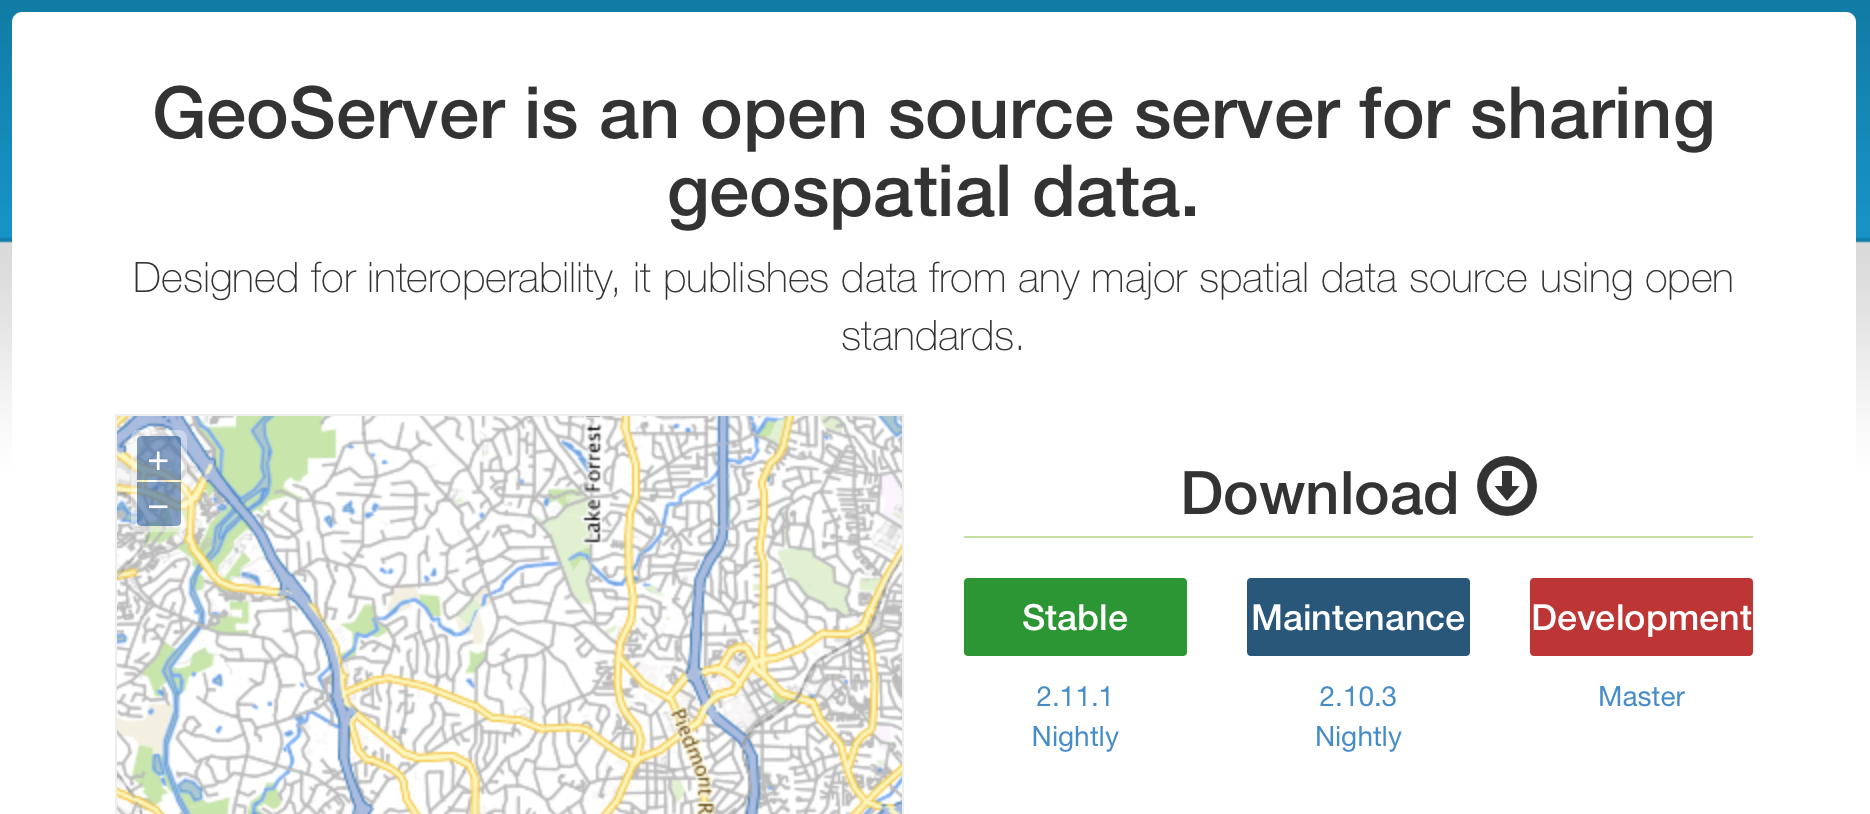 GeoServer is an open source server for sharing
geospatial data.
Designed for interoperability, it publishes data from any major spatial data source using open
standards.
+
−
Lake Forrest
Piedmont R
Download
Stable
Maintenance
Development
2.11.1
2.10.3
Master
Nightly
Nightly